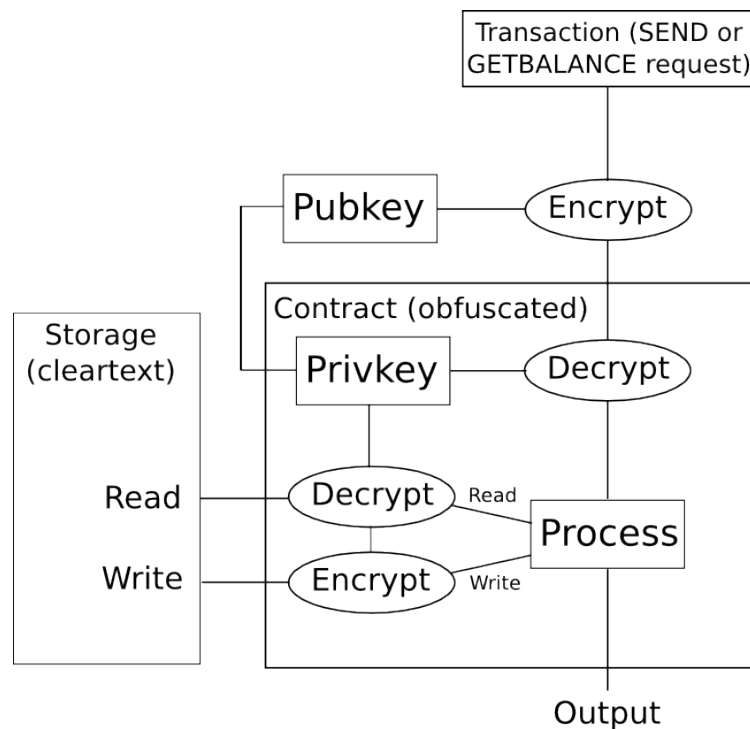 Transaction (SEND or
GETBALANCE request)
Pubkey
Encrypt
Contract (obfuscated)
Storage
(cleartext)
Privkey
Decrypt
Read
Decrypt
Read
Process
Write
Encrypt
Write
Output